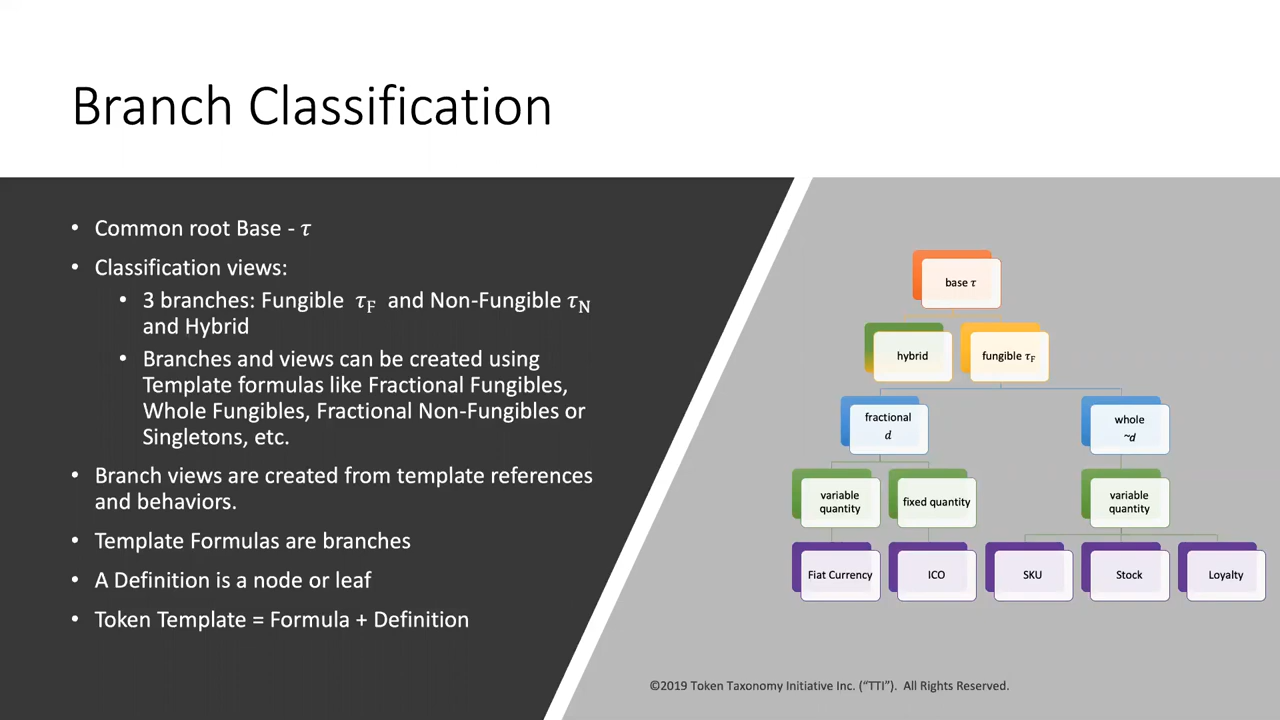 Branch Classification
• Common root Base - τ
• Classification views:
• 3 branches: Fungible τF and Non-Fungible τN
and Hybrid
• Branches and views can be created using
Template formulas like Fractional Fungibles,
Whole Fungibles, Fractional Non-Fungibles or
Singletons, etc.
• Branch views are created from template references
and behaviors.
• Template Formulas are branches
• A Definition is a node or leaf
• Token Template = Formula + Definition
base τ
hybrid
fungible τF
fractional
d
whole
~d
variable
quantity
fixed quantity
variable
quantity
Fiat Currency
ICO
SKU
Stock
Loyalty
©2019 Token Taxonomy Initiative Inc. (“TTI”). All Rights Reserved.